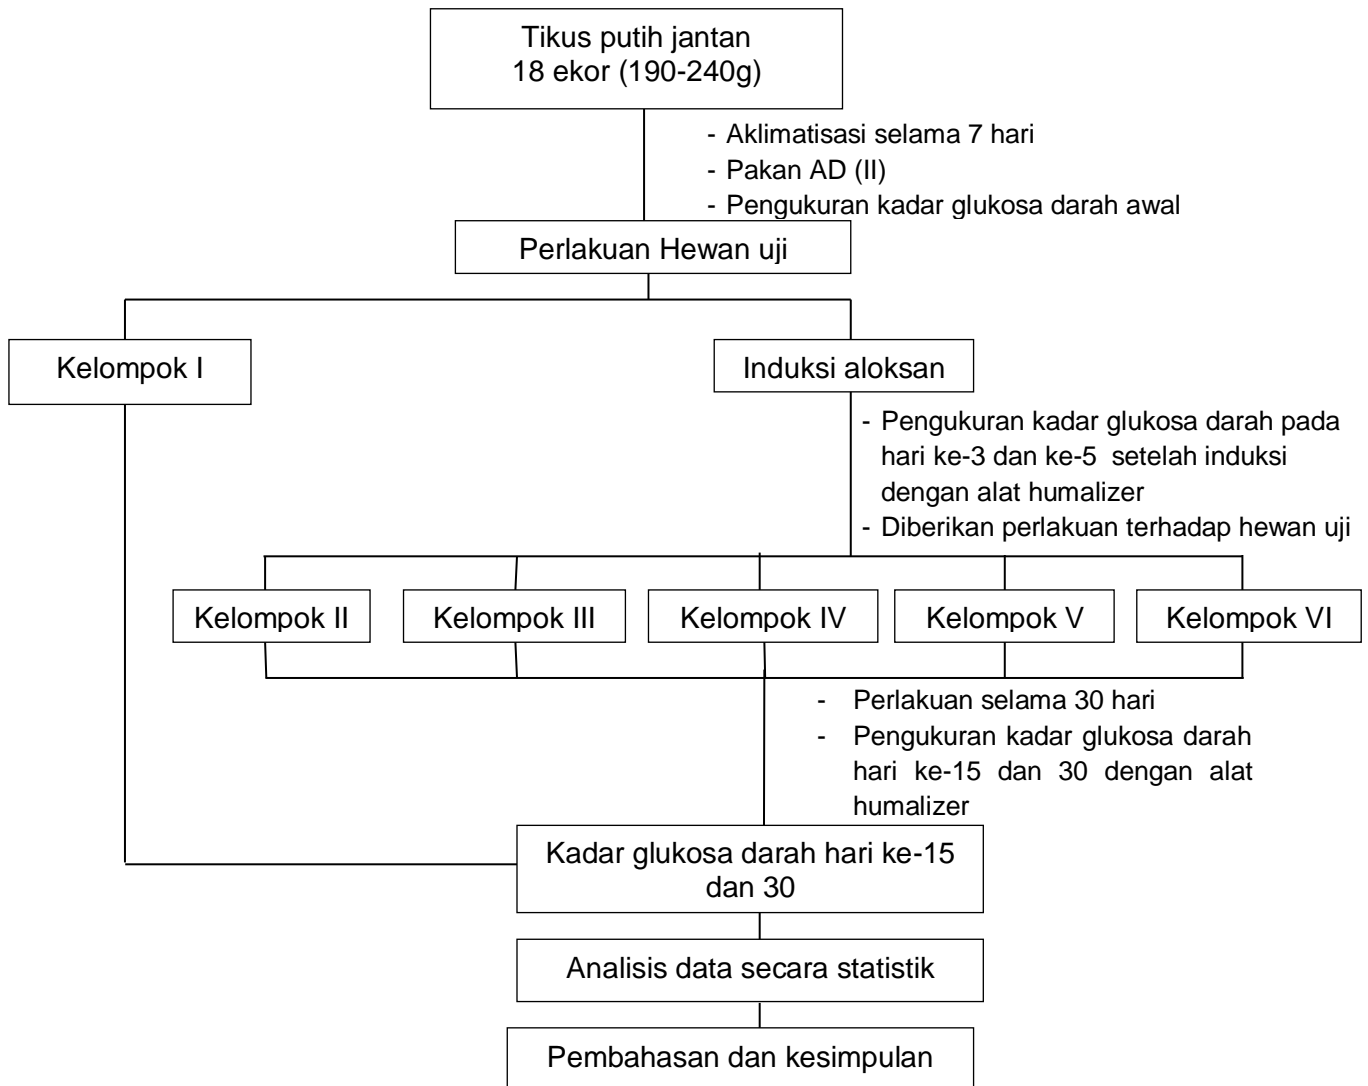 Tikus putih jantan
18 ekor (190-240g)
- Aklimatisasi selama 7 hari
- Pakan AD (II)
- Pengukuran kadar glukosa darah awal
Perlakuan Hewan uji
Kelompok I
Induksi aloksan
- Pengukuran kadar glukosa darah pada
hari ke-3 dan ke-5 setelah induksi
dengan alat humalizer
- Diberikan perlakuan terhadap hewan uji
Kelompok II
Kelompok III
Kelompok IV
Kelompok V
Kelompok VI
- Perlakuan selama 30 hari
- Pengukuran kadar glukosa darah
hari ke-15 dan 30 dengan alat
humalizer
Kadar glukosa darah hari ke-15
dan 30
Analisis data secara statistik
Pembahasan dan kesimpulan